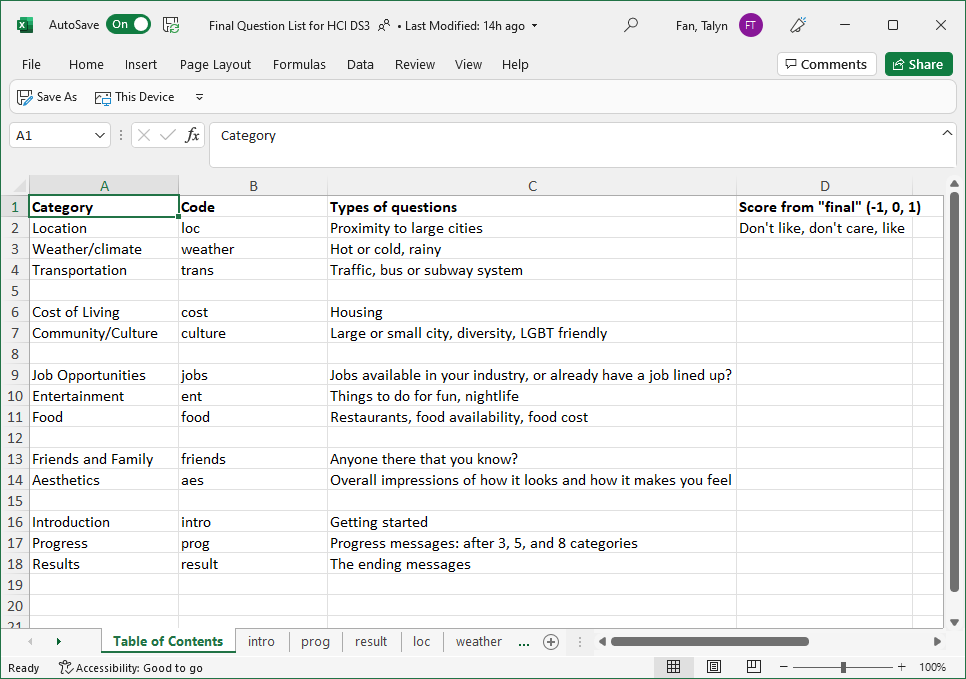 AutoSave On Final Question List for HCI DS3 • Last Modified: 14h ago Fan, Talyn FT
File Home Insert Page Layout Formulas Data Review View Help Comments Share
Save As This Device
A1 fx Category
A B C D
1 Category Code Types of questions Score from "final" (-1, 0, 1)
2 Location loc Proximity to large cities Don't like, don't care, like
3 Weather/climate weather Hot or cold, rainy
4 Transportation trans Traffic, bus or subway system
5
6 Cost of Living cost Housing
7 Community/Culture culture Large or small city, diversity, LGBT friendly
8
9 Job Opportunities jobs Jobs available in your industry, or already have a job lined up?
10 Entertainment ent Things to do for fun, nightlife
11 Food food Restaurants, food availability, food cost
12
13 Friends and Family friends Anyone there that you know?
14 Aesthetics aes Overall impressions of how it looks and how it makes you feel
15
16 Introduction intro Getting started
17 Progress prog Progress messages: after 3, 5, and 8 categories
18 Results result The ending messages
19
20
21
Table of Contents intro prog result loc weather ...
Ready Accessibility: Good to go 100%